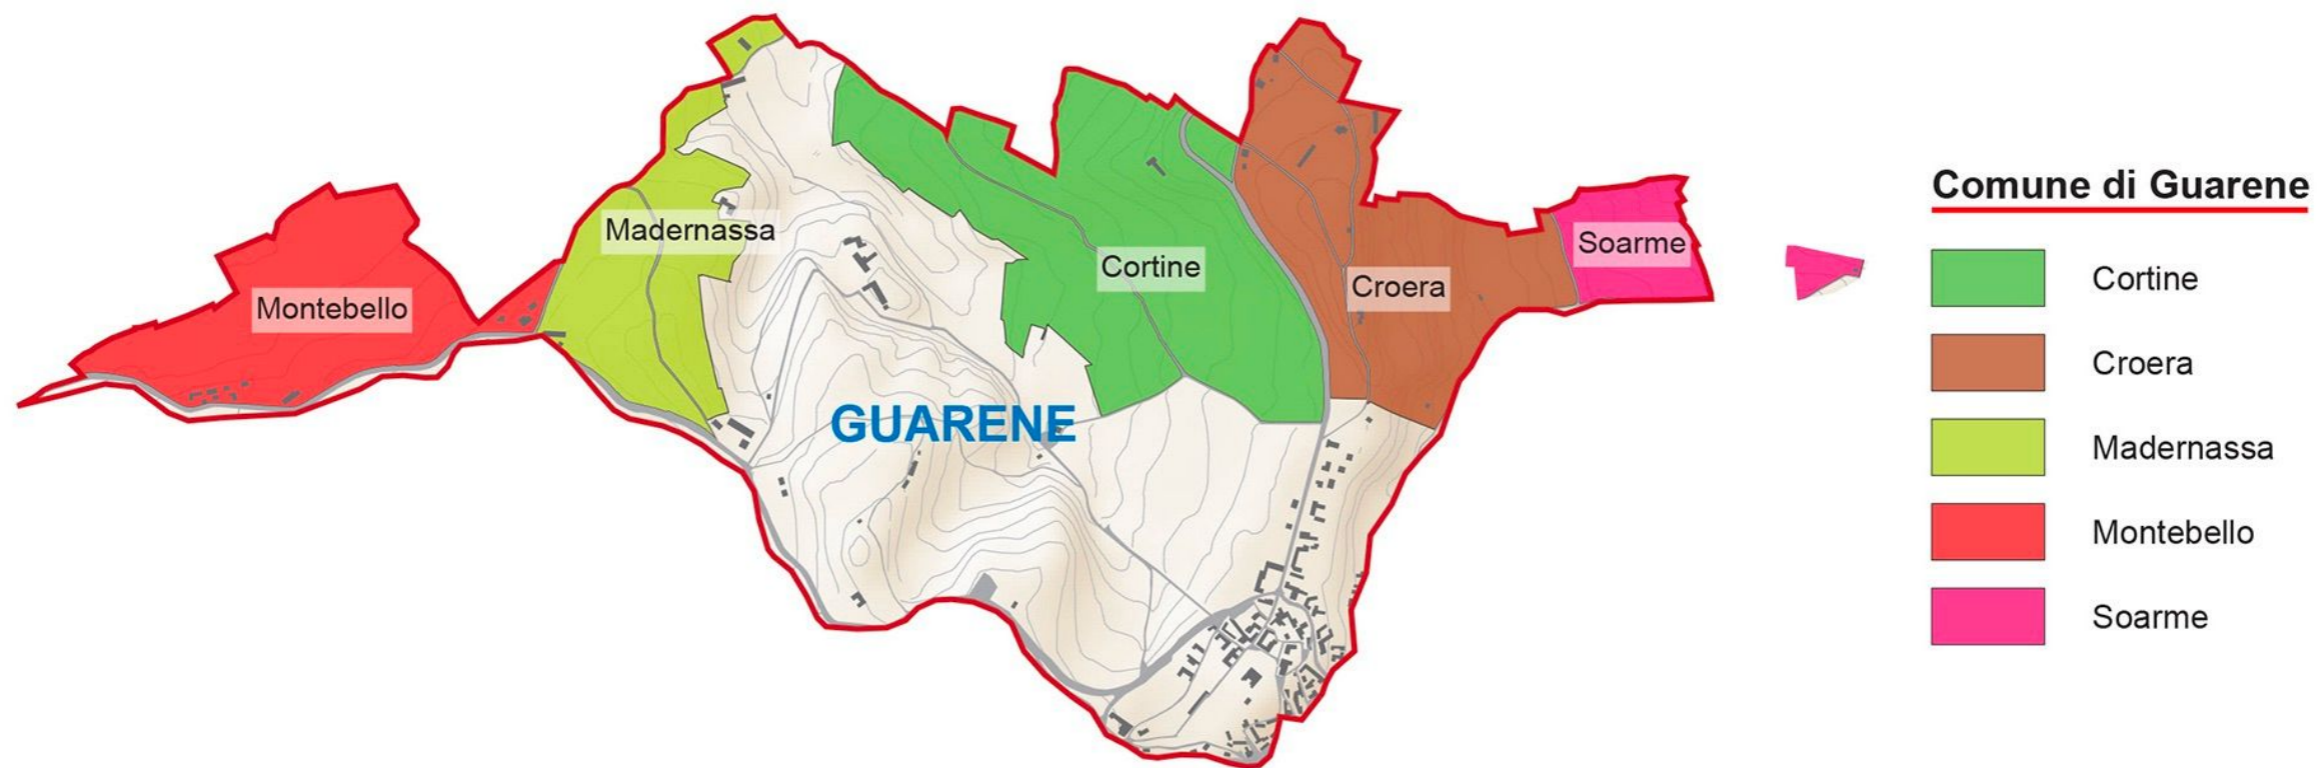 Montebello
Madernassa
Cortine
Croera
Soarme
GUARENE
Comune di Guarene
Cortine
Croera
Madernassa
Montebello
Soarme